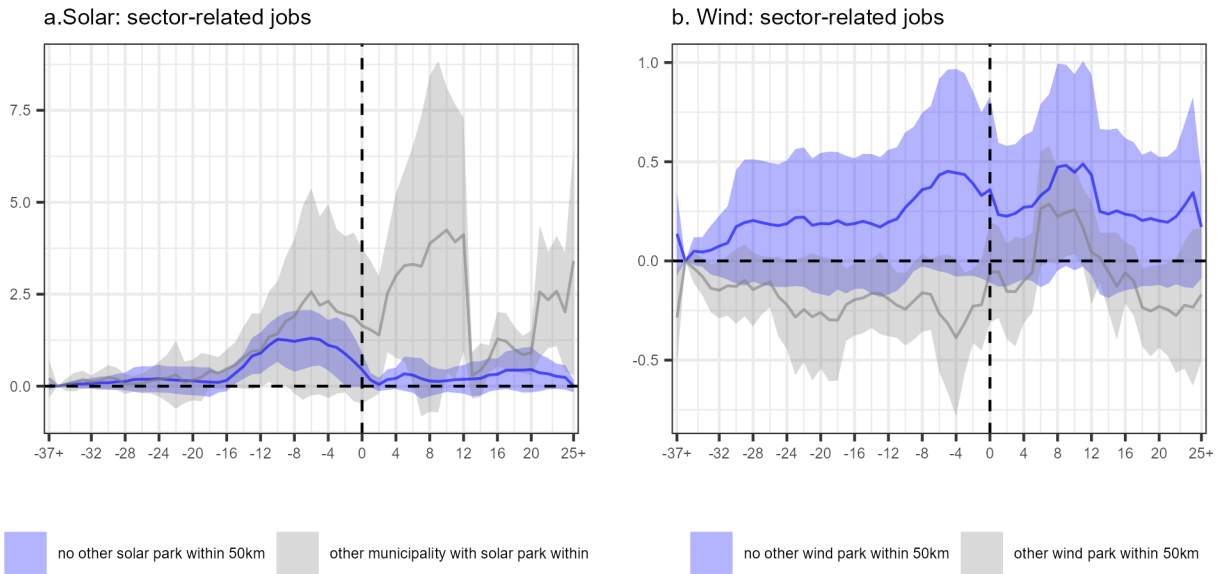 a.Solar: sector-related jobs
7.5
5.0
2.5
0.0
-37+ -32 -28 -24 -20 -16 -12 -8 -4 0 4 8 12 16 20 25+
no other solar park within 50km
other municipality with solar park within
b. Wind: sector-related jobs
1.0
0.5
0.0
-0.5
-37+ -32 -28 -24 -20 -16 -12 -8 -4 0 4 8 12 16 20 25+
no other wind park within 50km
other wind park within 50km